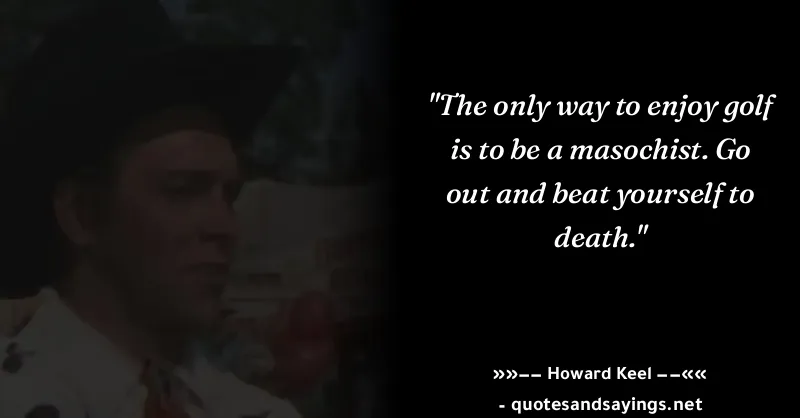 "The only way to enjoy golf
is to be a masochist. Go
out and beat yourself to
death."
»»−− Howard Keel −−««
- quotesandsayings.net